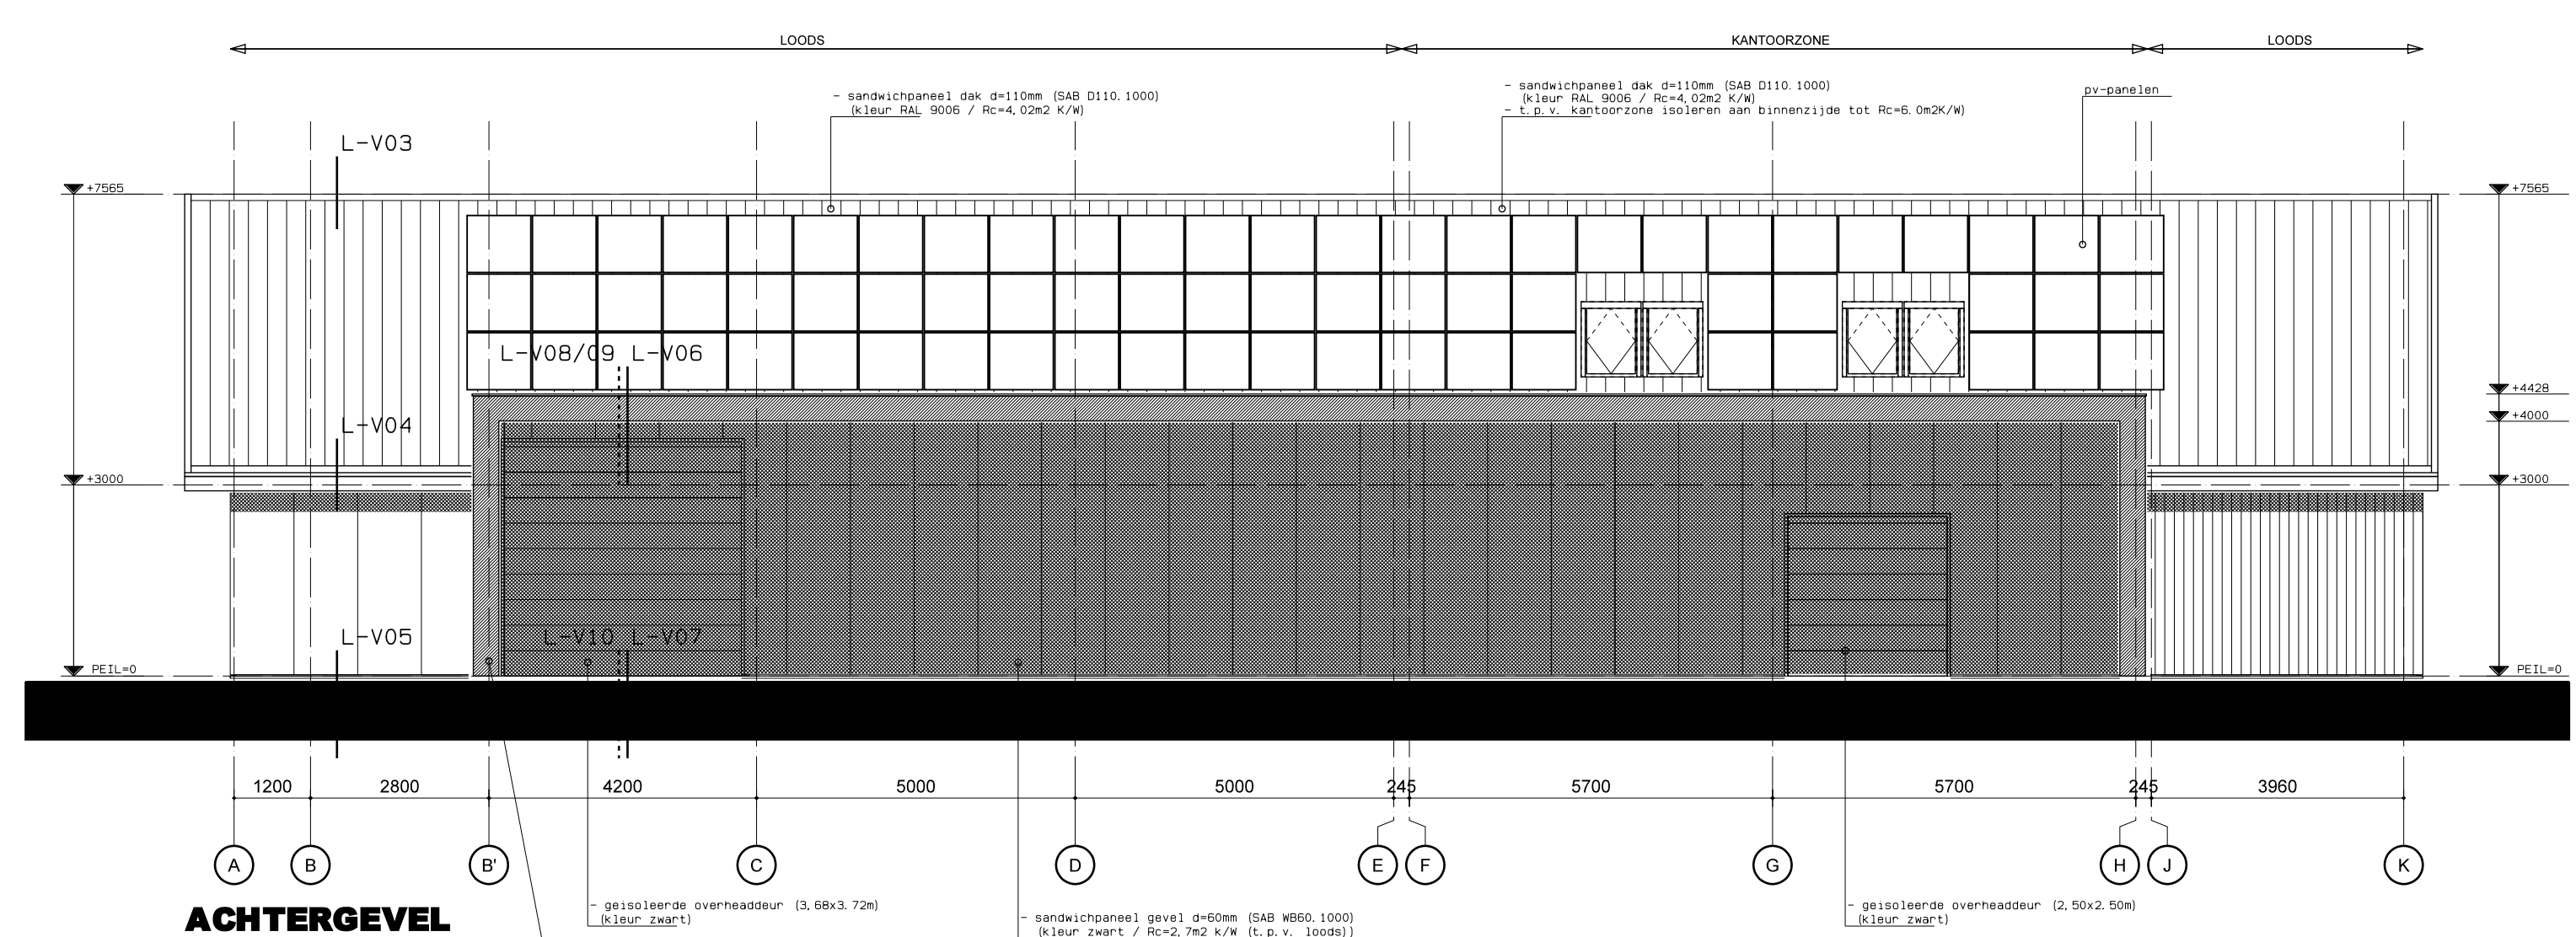 LOODS
KANTOORZONE
LOODS
- sandwichpaneel dak d=110mm (SAB D110.1000)
(kleur RAL 9006 / Rc=4,02m2 K/W)
- sandwichpaneel dak d=110mm (SAB D110.1000)
(kleur RAL 9006 / Rc=4,02m2 K/W)
- t.p.v. kantoorzone isoleren aan binnenzijde tot Rc=6.0m2K/W)
pv-panelen
L-V03
+7565
+7565
L-V08/09 L-V06
+4428
+4000
L-V04
+3000
+3000
L-V05
L-V10 L-V07
PEIL=0
PEIL=0
1200
2800
4200
5000
5000
245
5700
5700
245
3960
A
B
B'
C
D
E
F
G
H
J
K
ACHTERGEVEL
- geisoleerde overheaddeur (3,68x3.72m)
(kleur zwart)
- sandwichpaneel gevel d=60mm (SAB WB60.1000)
(kleur zwart / Rc=2,7m2 k/W (t.p.v. loods))
- geisoleerde overheaddeur (2,50x2.50m)
(kleur zwart)